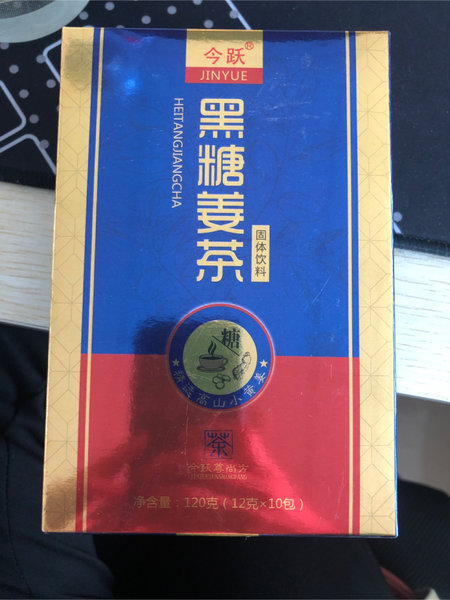 今跃®
JINYUE
黑糖姜茶
HEITANGJIANGCHA
固体饮料
糖
★精选高山小黄姜★
茶
今跃尊尚方
净含量：120克（12克×10包）